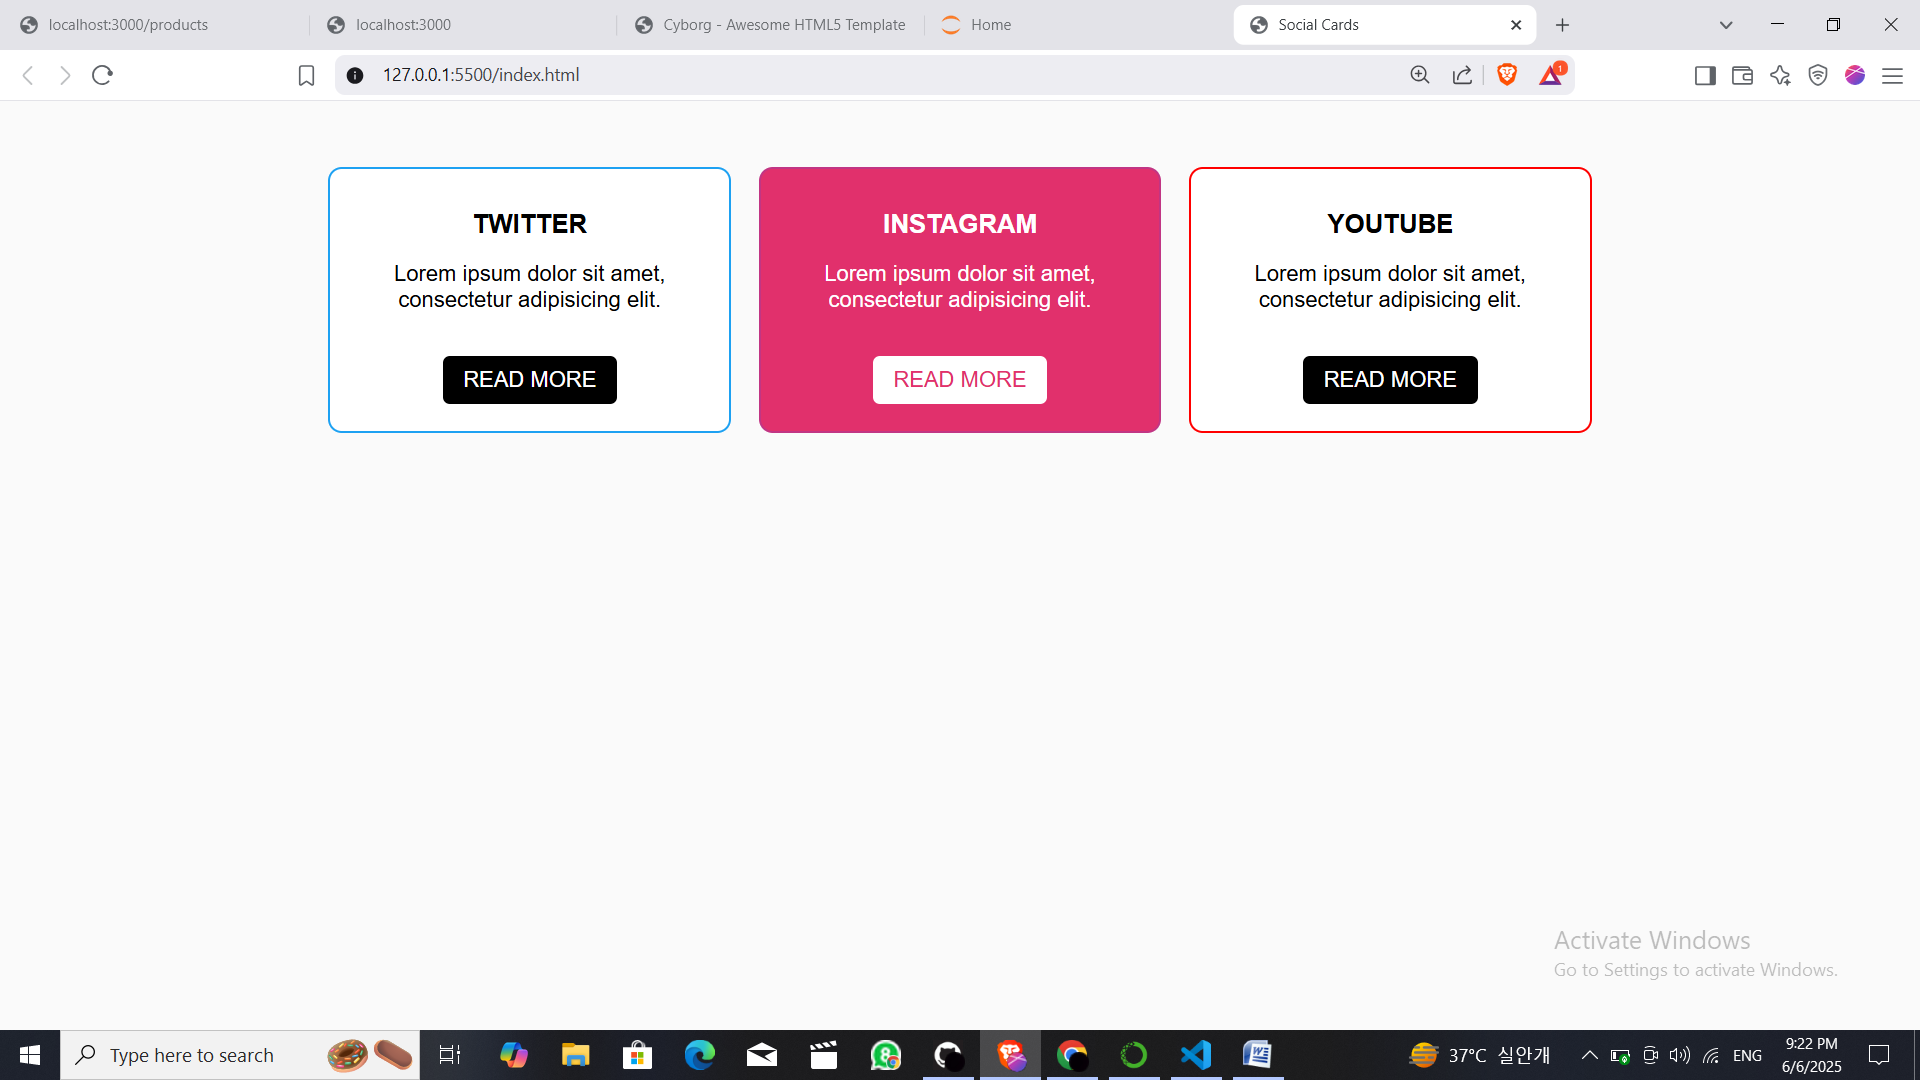 localhost:3000/products
localhost:3000
Cyborg - Awesome HTML5 Template
Home
Social Cards
127.0.0.1:5500/index.html
1
TWITTER
Lorem ipsum dolor sit amet,
consectetur adipisicing elit.
READ MORE
INSTAGRAM
Lorem ipsum dolor sit amet,
consectetur adipisicing elit.
READ MORE
YOUTUBE
Lorem ipsum dolor sit amet,
consectetur adipisicing elit.
READ MORE
Activate Windows
Go to Settings to activate Windows.
Type here to search
8
W
37°C 실안개
ENG
9:22 PM
6/6/2025